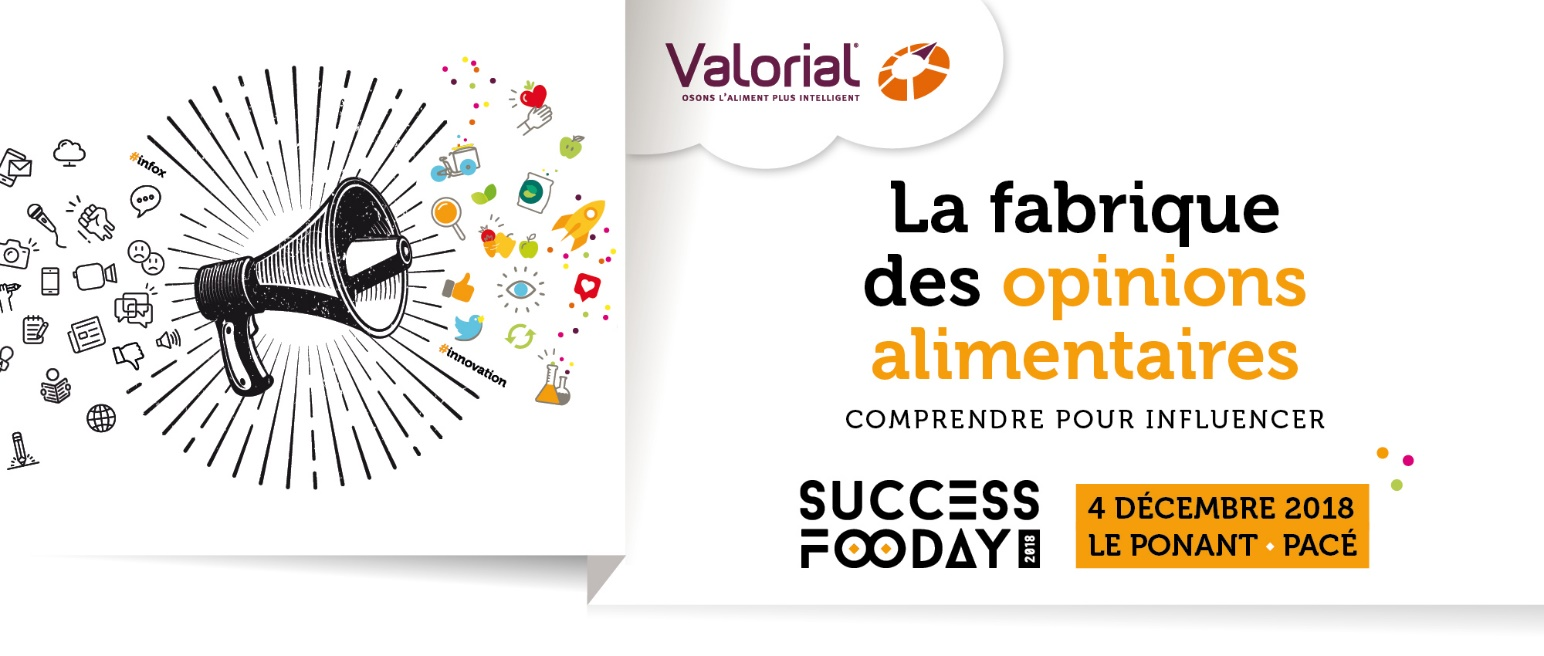 #infox
#innovation
Valorial®
OSONS L'ALIMENT PLUS INTELLIGENT
La fabrique
des opinions
alimentaires
COMPRENDRE POUR INFLUENCER
SUCCESS
FOODAY 2018
4 DÉCEMBRE 2018
LE PONANT • PACÉ